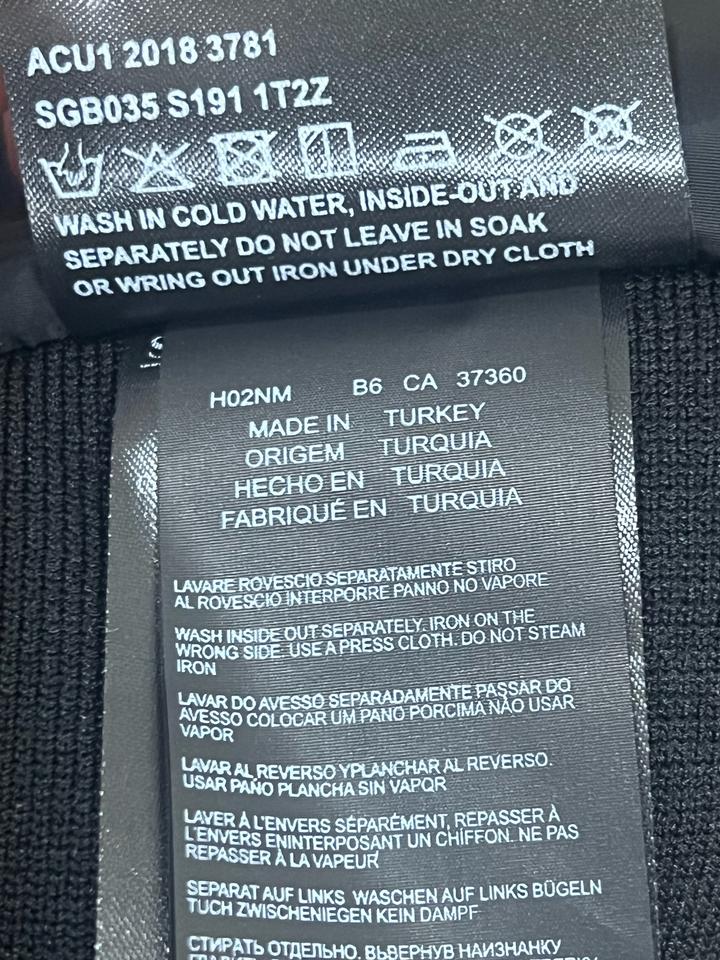 ACU1 2018 3781
SGB035 S191 1T2Z
WASH IN COLD WATER, INSIDE-OUT AND
SEPARATELY DO NOT LEAVE IN SOAK
OR WRING OUT IRON UNDER DRY CLOTH
H02NM B6 CA 37360
MADE IN TURKEY
ORIGEM TURQUIA
HECHO EN TURQUIA
FABRIQUÉ EN TURQUIA
LAVARE ROVESCIO SEPARATAMENTE STIRO
AL ROVESCIO INTERPORRE PANNO NO VAPORE
WASH INSIDE OUT SEPARATELY. IRON ON THE
WRONG SIDE. USE A PRESS CLOTH. DO NOT STEAM
IRON
LAVAR DO AVESSO SEPARADAMENTE PASSAR DO
AVESSO COLOCAR UM PANO PORCIMA NÃO USAR
VAPOR
LAVAR AL REVERSO YPLANCHAR AL REVERSO.
USAR PAÑO PLANCHA SIN VAPOR
LAVER À L'ENVERS SÉPARÉMENT, REPASSER À
L'ENVERS ENINTERPOSANT UN CHIFFON. NE PAS
REPASSER À LA VAPEUR
SEPARAT AUF LINKS WASCHEN AUF LINKS BÜGELN
TUCH ZWISCHENIEGEN KEIN DAMPF
СТИРАТЬ ОТДЕЛЬНО, ВЬВЕРНУВ НАИЗНАНКУ